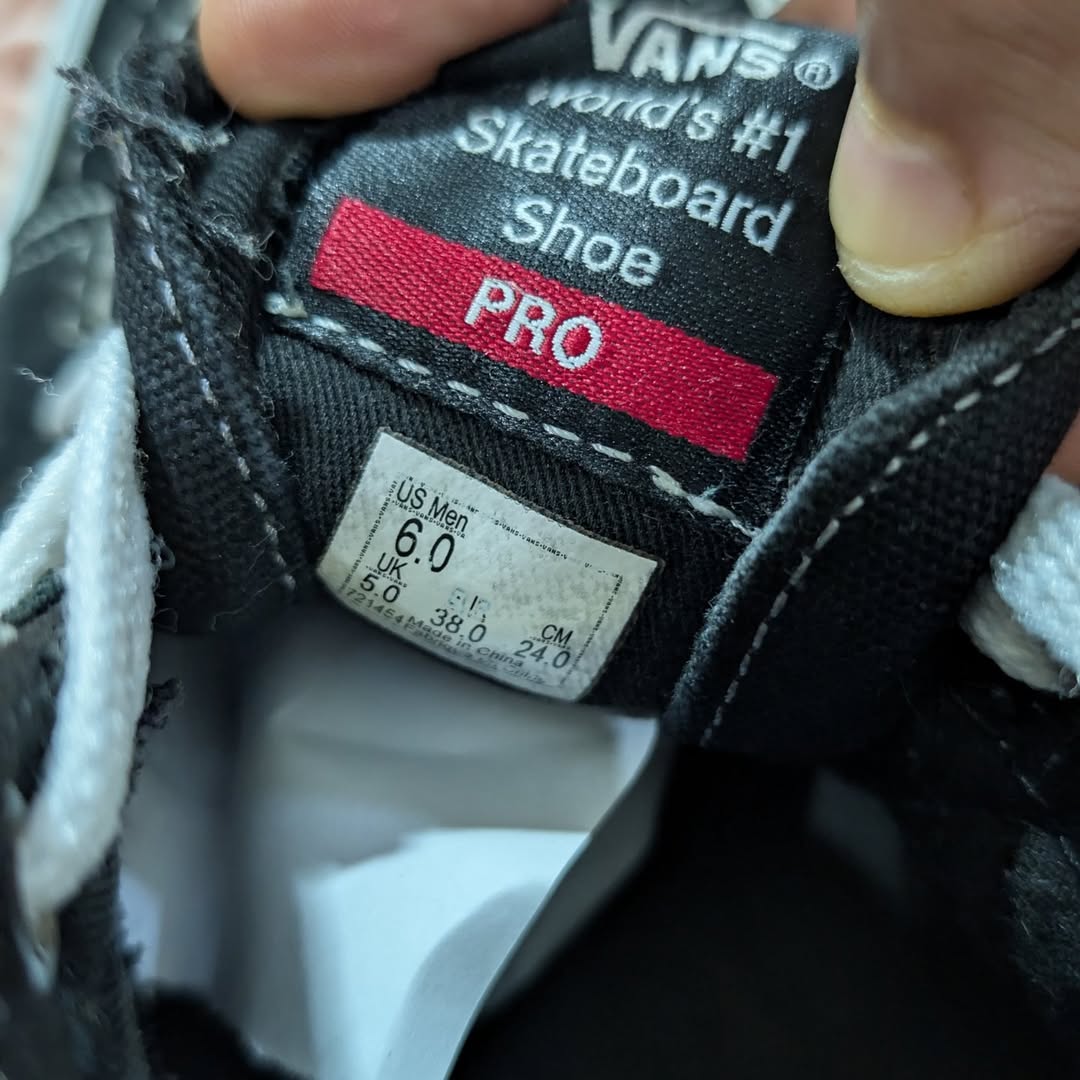 VANS®
World's #1
Skateboard
Shoe
PRO
US Men
6.0
UK
5.0 38.0
CM
24.0
Made in China